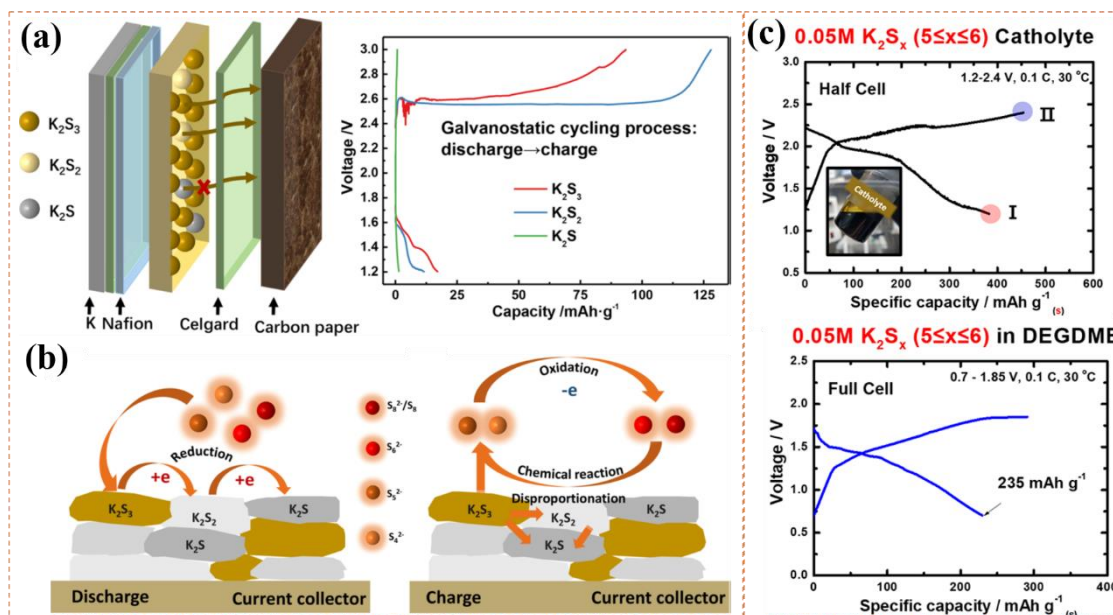 (a)
K₂S₃
K₂S₂
K₂S
K Nafion
Celgard
Carbon paper
Voltage /V
3.0
2.8
2.6
2.4
2.2
2.0
1.8
1.6
1.4
1.2
Galvanostatic cycling process:
discharge→charge
K₂S₃
K₂S₂
K₂S
0 25 50 75 100 125
Capacity /mAh·g⁻¹
(b)
Reduction
+e +e
K₂S₃ K₂S₂ K₂S
K₂S
Discharge Current collector
S₈²⁻/S₈
S₆²⁻
S₅²⁻
S₄²⁻
Oxidation
-e
Chemical reaction
Disproportionation
K₂S₃ K₂S₂ K₂S
K₂S
Charge Current collector
(c)
0.05M K₂Sₓ (5≤x≤6) Catholyte
1.2-2.4 V, 0.1 C, 30 °C
Half Cell
II
I
Catholyte
Voltage / V
3.0
2.5
2.0
1.5
1.0
0.5
0 100 200 300 400 500 600
Specific capacity / mAh g⁻¹(s)
0.05M K₂Sₓ (5≤x≤6) in DEGDME
0.7 - 1.85 V, 0.1 C, 30 °C
Full Cell
235 mAh g⁻¹
Voltage / V
2.5
2.0
1.5
1.0
0.5
0.0
0 100 200 300 400
Specific capacity / mAh g⁻¹(s)